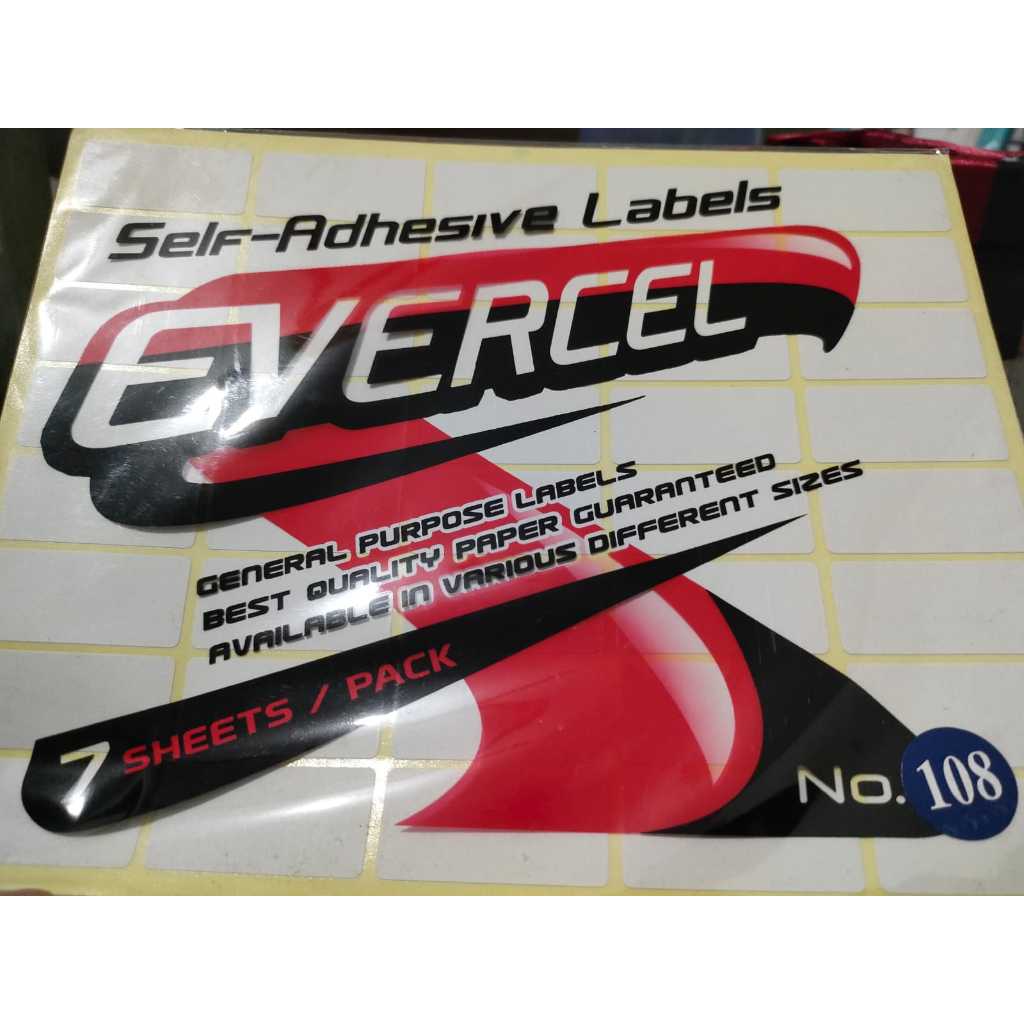 Self-Adhesive Labels
EVERCEL
GENERAL PURPOSE LABELS
BEST QUALITY PAPER GUARANTEED
AVAILABLE IN VARIOUS DIFFERENT SIZES
7 SHEETS / PACK
No. 108